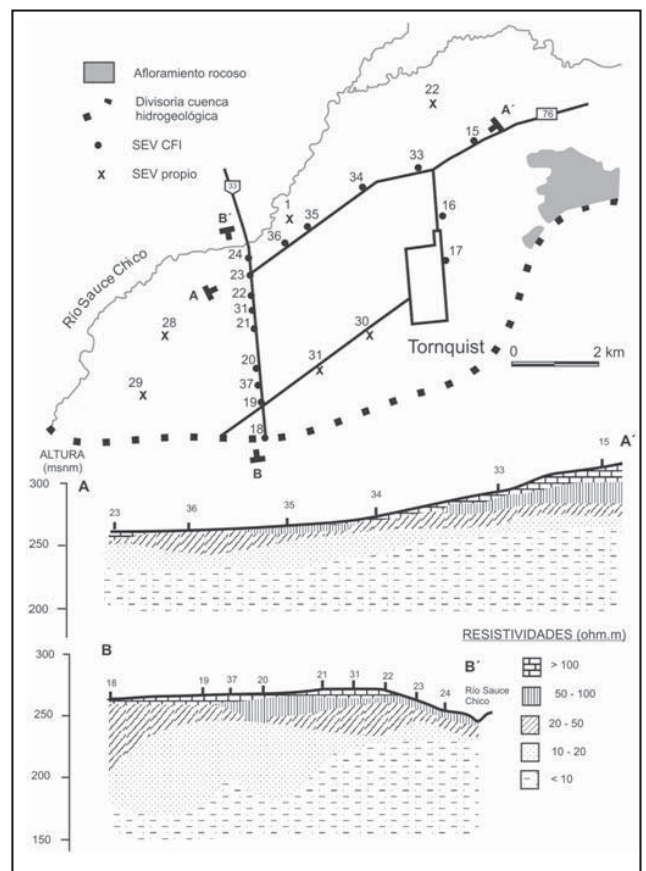 Afloramiento rocoso
Divisoria cuenca
hidrogeológica
SEV CFI
x SEV propio
22
x
A´
76
15
33
34
16
17
33
B´
1
x
35
36
24
23
22
31
21
A
Río Sauce Chico
28
x
29
x
30
x
31
x
20
37
19
18
B
Tornquist
0 2 km
ALTURA
(msnm)
A
A´
300
250
200
23 36 35 34 33 15
RESISTIVIDADES (ohm.m)
> 100
50 - 100
20 - 50
10 - 20
< 10
B
B´
300
250
200
150
18 19 37 20 21 31 22 23 24
Río Sauce
Chico